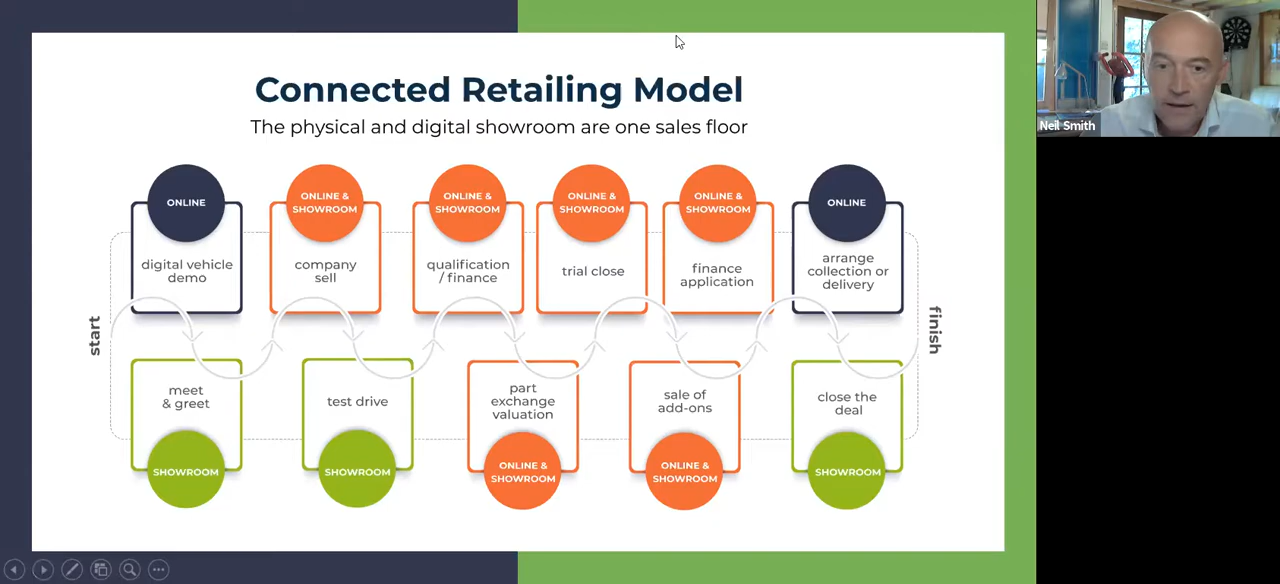 Connected Retailing Model
The physical and digital showroom are one sales floor
ONLINE
digital vehicle
demo
ONLINE &
SHOWROOM
company
sell
ONLINE &
SHOWROOM
qualification
/ finance
ONLINE &
SHOWROOM
trial close
ONLINE &
SHOWROOM
finance
application
ONLINE
arrange
collection or
delivery
start
finish
meet
& greet
SHOWROOM
test drive
SHOWROOM
part
exchange
valuation
ONLINE &
SHOWROOM
sale of
add-ons
ONLINE &
SHOWROOM
close the
deal
SHOWROOM
Neil Smith